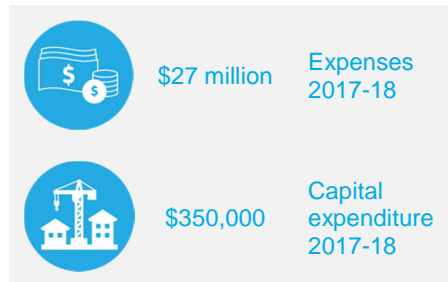 $
$
$27 million
Expenses
2017-18
$350,000
Capital
expenditure
2017-18